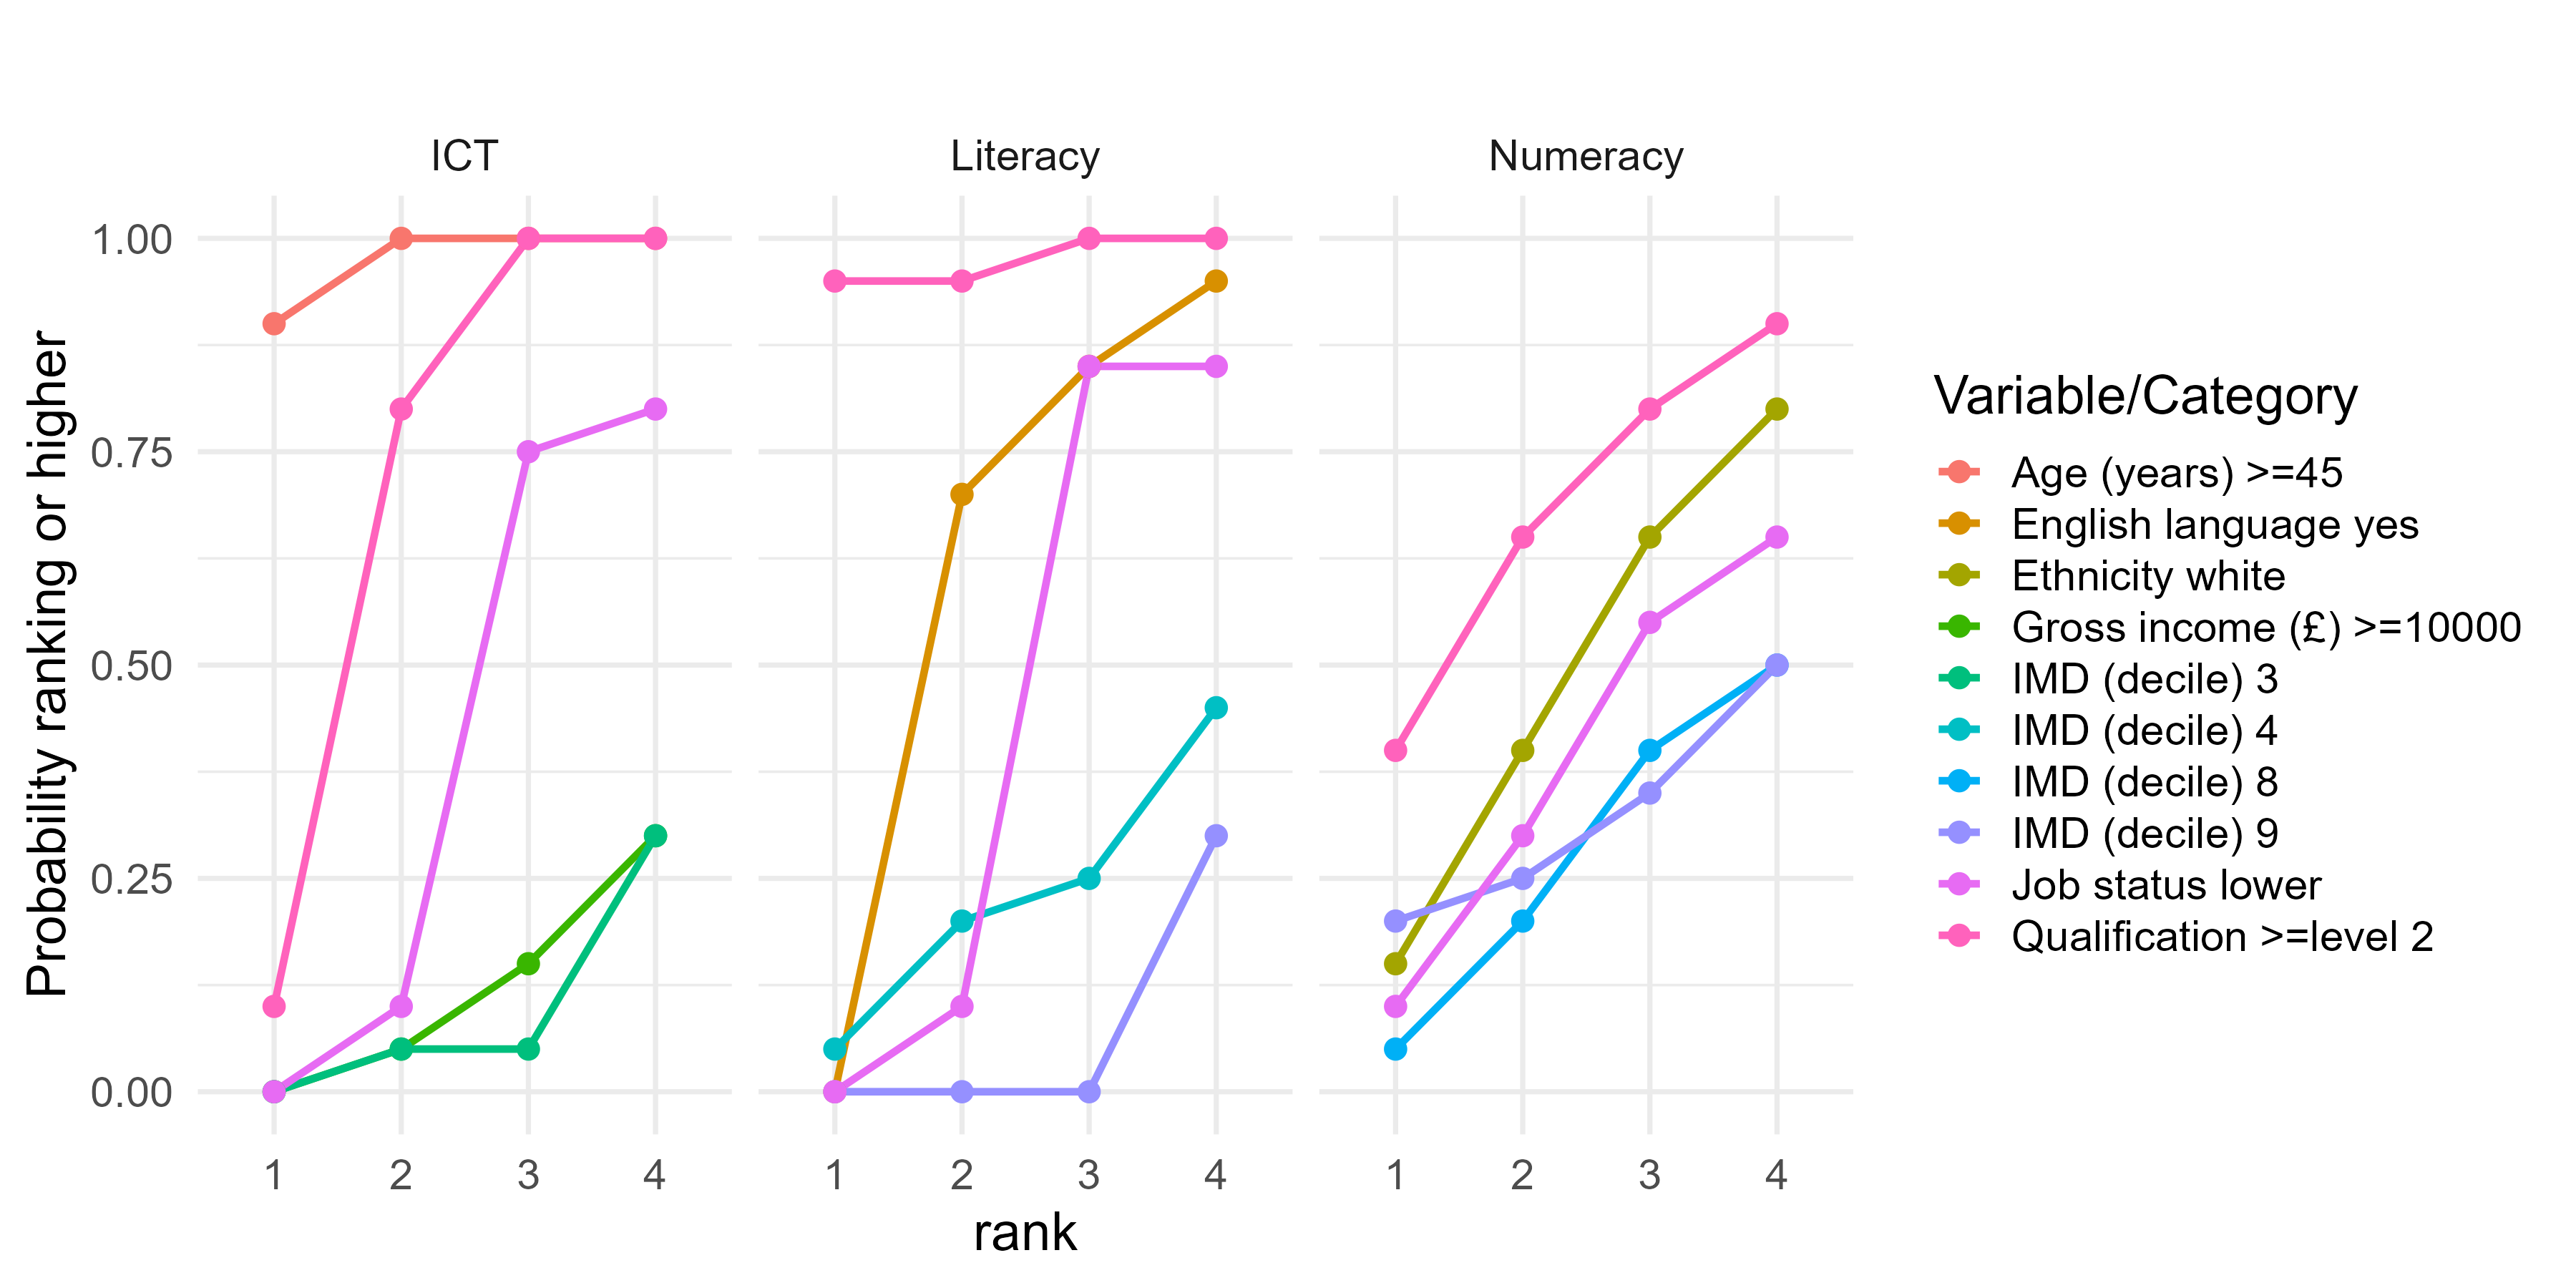 ICT Literacy Numeracy
Probability ranking or higher
1.00
0.75
0.50
0.25
0.00
1 2 3 4 1 2 3 4 1 2 3 4
rank
Variable/Category
Age (years) >=45
English language yes
Ethnicity white
Gross income (£) >=10000
IMD (decile) 3
IMD (decile) 4
IMD (decile) 8
IMD (decile) 9
Job status lower
Qualification >=level 2